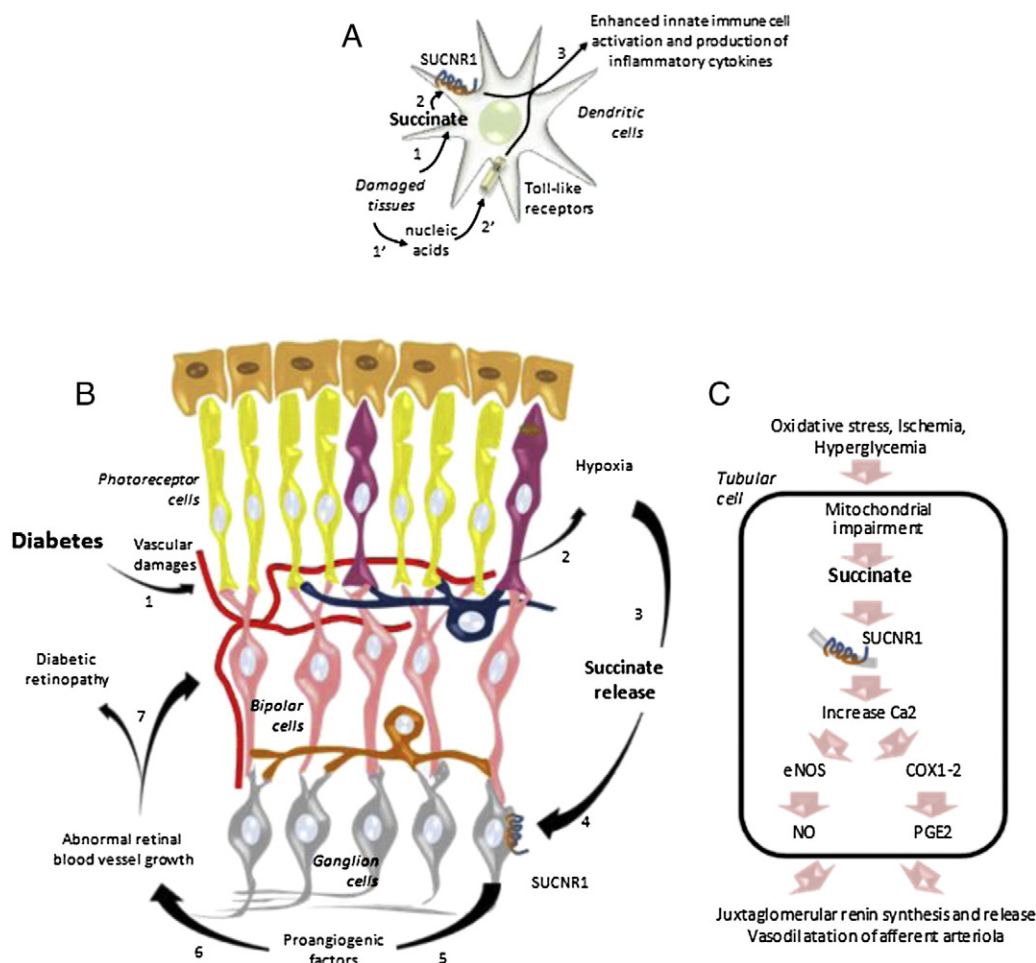 A
Enhanced innate immune cell
activation and production of
inflammatory cytokines
3
SUCNR1
2
Succinate
Dendritic
cells
1
Damaged
tissues
Toll-like
receptors
nucleic
acids
2’
1’
B
Photoreceptor
cells
Hypoxia
Diabetes
Vascular
damages
1
2
3
Succinate
release
Diabetic
retinopathy
7
Bipolar
cells
4
Abnormal retinal
blood vessel growth
Ganglion
cells
SUCNR1
6
Proangiogenic
factors
5
C
Oxidative stress, Ischemia,
Hyperglycemia
Tubular
cell
Mitochondrial
impairment
Succinate
SUCNR1
Increase Ca2
eNOS COX1-2
NO PGE2
Juxtaglomerular renin synthesis and release
Vasodilatation of afferent arteriola